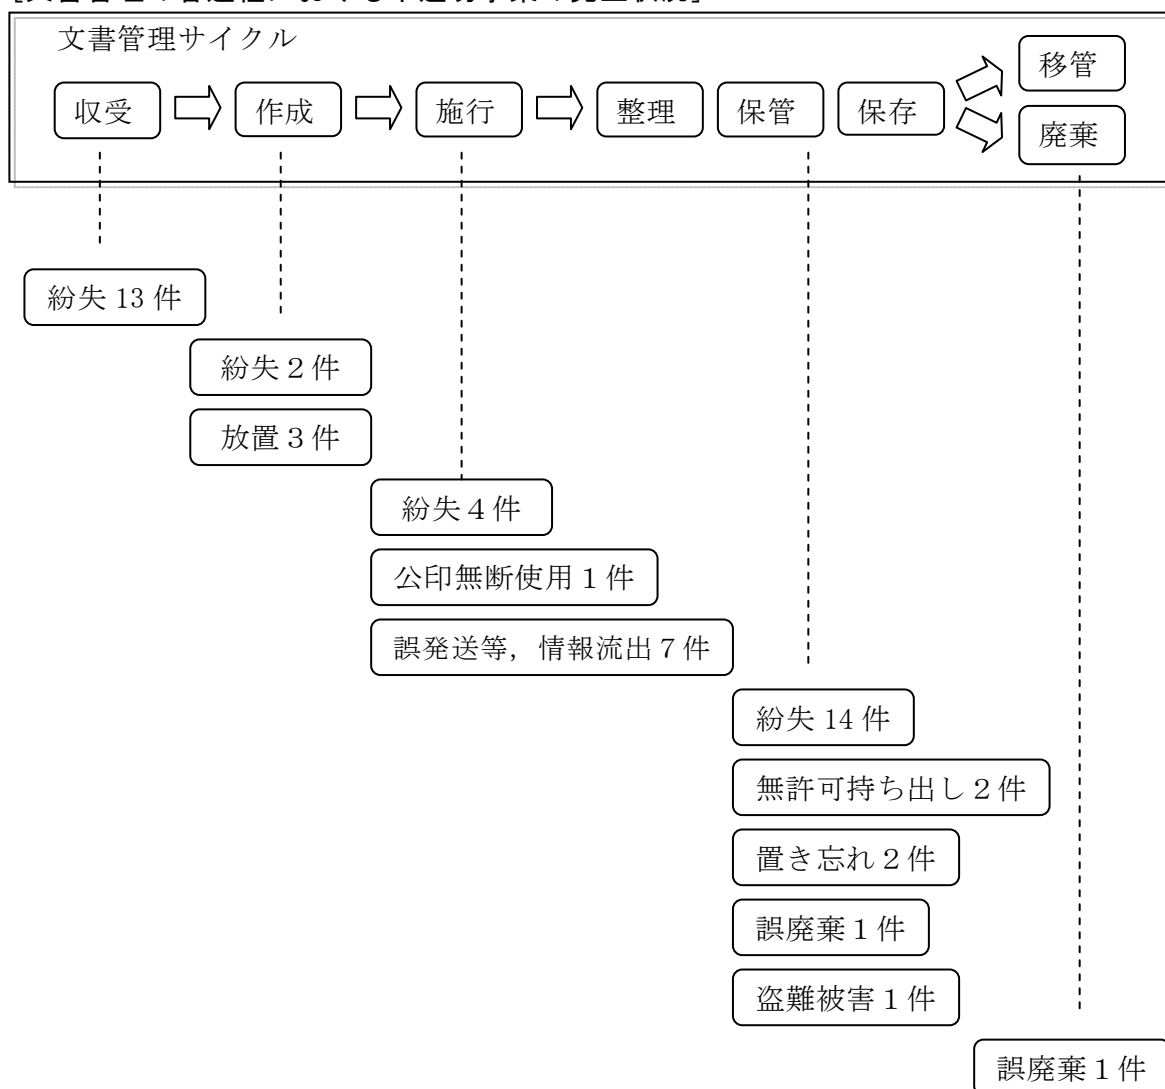 文書管理サイクル
収受
作成
施行
整理
保管
保存
移管
廃棄
紛失 13 件
紛失２件
放置３件
紛失４件
公印無断使用１件
誤発送等，情報流出７件
紛失 14 件
無許可持ち出し２件
置き忘れ２件
誤廃棄１件
盗難被害１件
誤廃棄１件